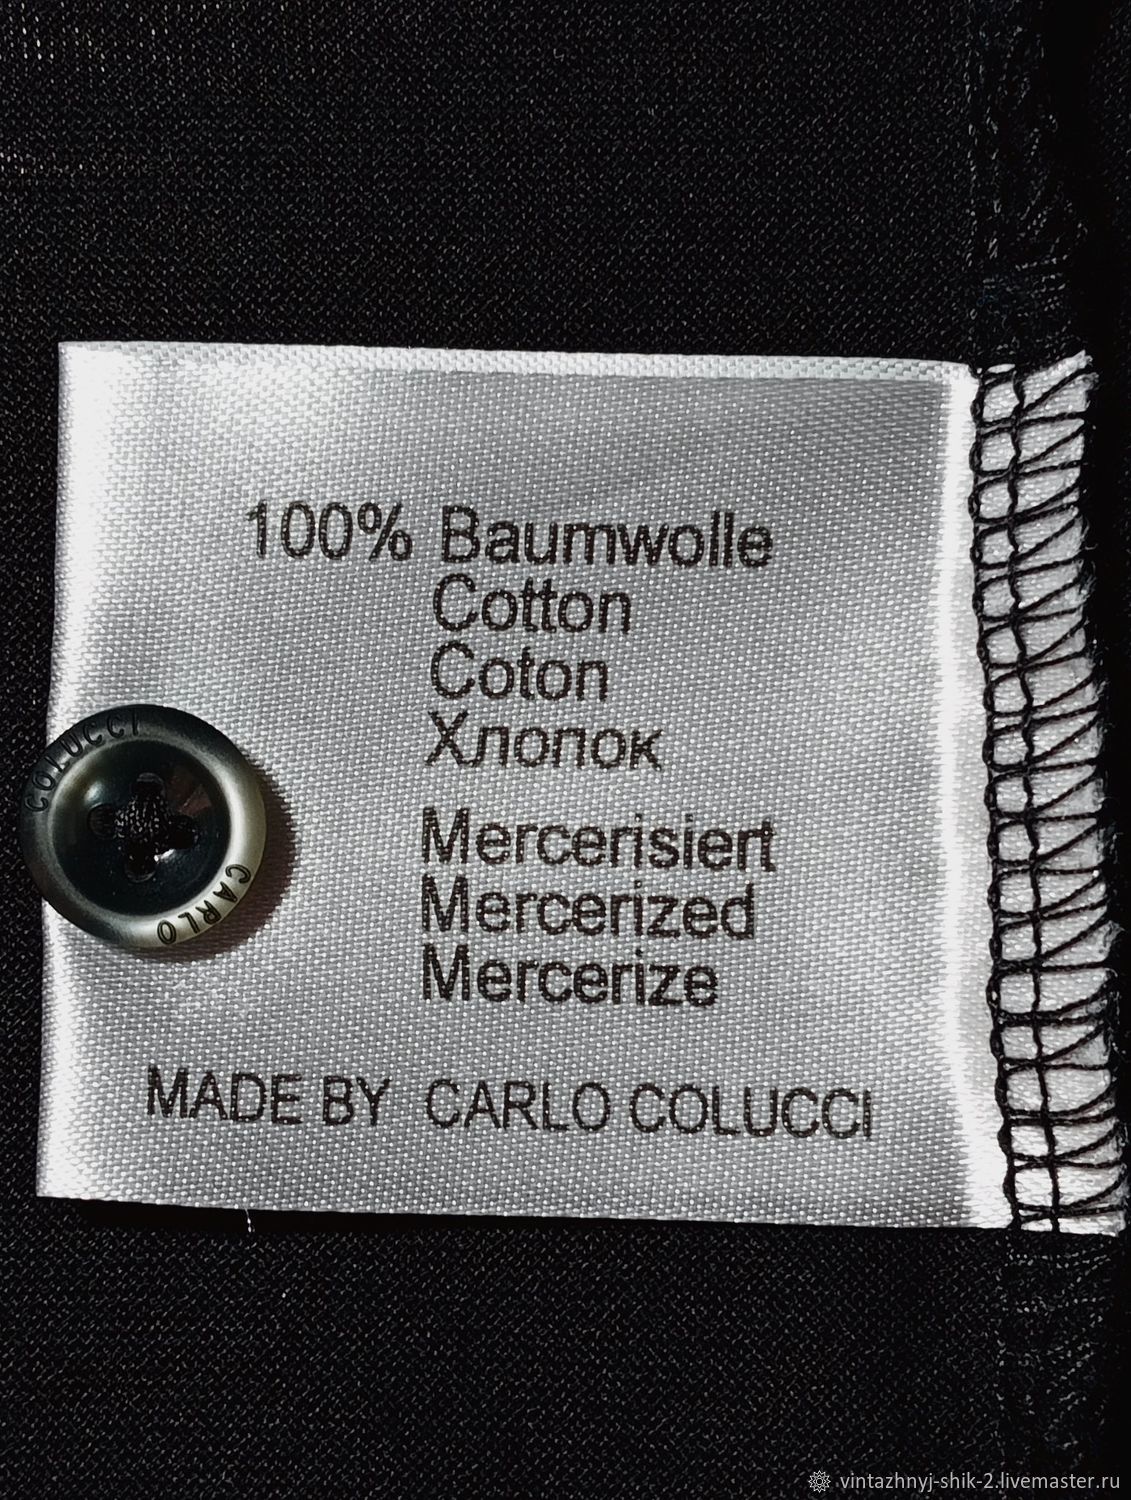 100% Baumwolle
Cotton
Coton
Хлопок
Mercerisiert
Mercerized
Mercerize
MADE BY CARLO COLUCCI
COLUCCI
CARLO
vintazhnyj-shik-2.livemaster.ru